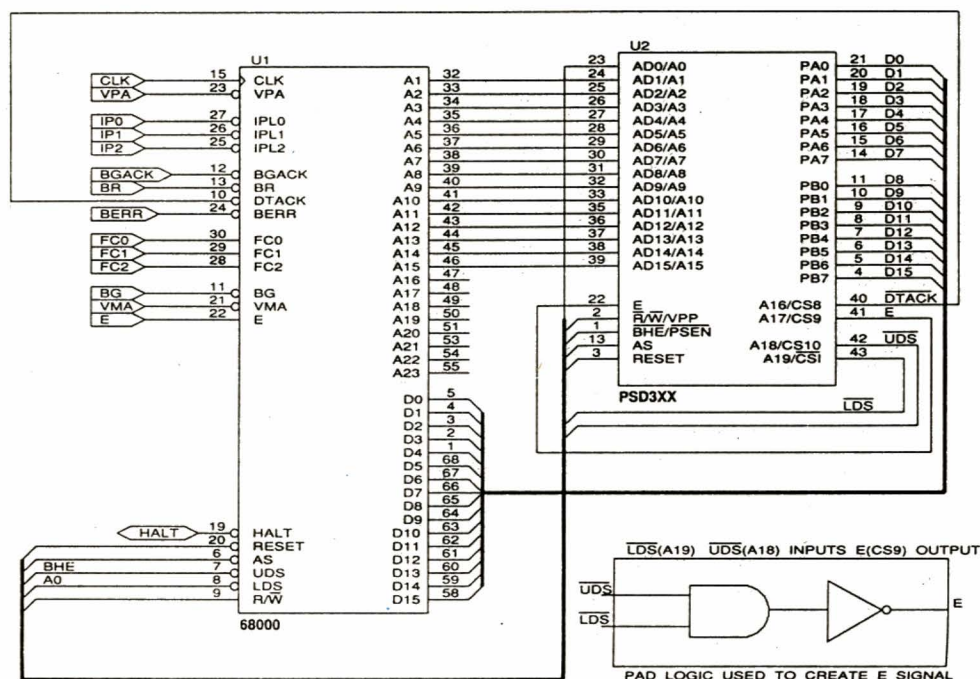 U1
CLK 15 CLK
VPA 23 VPA
IP0 27 IPL0
IP1 26 IPL1
IP2 25 IPL2
BGACK 12 BGACK
BR 13 BR
10 DTACK
BERR 24 BERR
FC0 30 FC0
FC1 29 FC1
FC2 28 FC2
BG 11 BG
VMA 21 VMA
E 22 E
HALT 19 HALT
20 RESET
6 AS
BHE 7 UDS
A0 8 LDS
9 R/W̅
A1 32
A2 33
A3 34
A4 35
A5 36
A6 37
A7 38
A8 39
A9 40
A10 41
A11 42
A12 43
A13 44
A14 45
A15 46
A16 47
A17 48
A18 49
A19 50
A20 51
A21 53
A22 54
A23 55
D0 5
D1 4
D2 3
D3 2
D4 1
D5 68
D6 67
D7 66
D8 65
D9 64
D10 63
D11 62
D12 61
D13 60
D14 59
D15 58
68000
U2
23 AD0/A0
24 AD1/A1
25 AD2/A2
26 AD3/A3
27 AD4/A4
28 AD5/A5
29 AD6/A6
30 AD7/A7
31 AD8/A8
32 AD9/A9
33 AD10/A10
35 AD11/A11
36 AD12/A12
37 AD13/A13
38 AD14/A14
39 AD15/A15
22 E
2 R̅/W̅/VPP
1 B̅H̅E̅/P̅S̅E̅N̅
13 AS
3 RESET
PA0 21 D0
PA1 20 D1
PA2 19 D2
PA3 18 D3
PA4 17 D4
PA5 16 D5
PA6 15 D6
PA7 14 D7
PB0 11 D8
PB1 10 D9
PB2 9 D10
PB3 8 D11
PB4 7 D12
PB5 6 D13
PB6 5 D14
PB7 4 D15
A16/CS8 40 D̅T̅A̅C̅K̅
A17/CS9 41 E
A18/CS10 42 U̅D̅S̅
A19/C̅S̅I̅ 43
PSD3XX
L̅D̅S̅
L̅D̅S̅(A19) U̅D̅S̅(A18) INPUTS E(CS9) OUTPUT
U̅D̅S̅
L̅D̅S̅
E
PAD LOGIC USED TO CREATE E SIGNAL